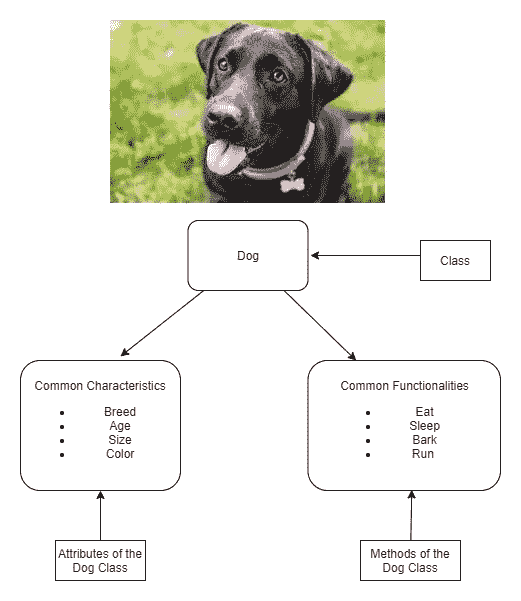 Dog
Class
Common Characteristics
• Breed
• Age
• Size
• Color
Common Functionalities
• Eat
• Sleep
• Bark
• Run
Attributes of the
Dog Class
Methods of the
Dog Class